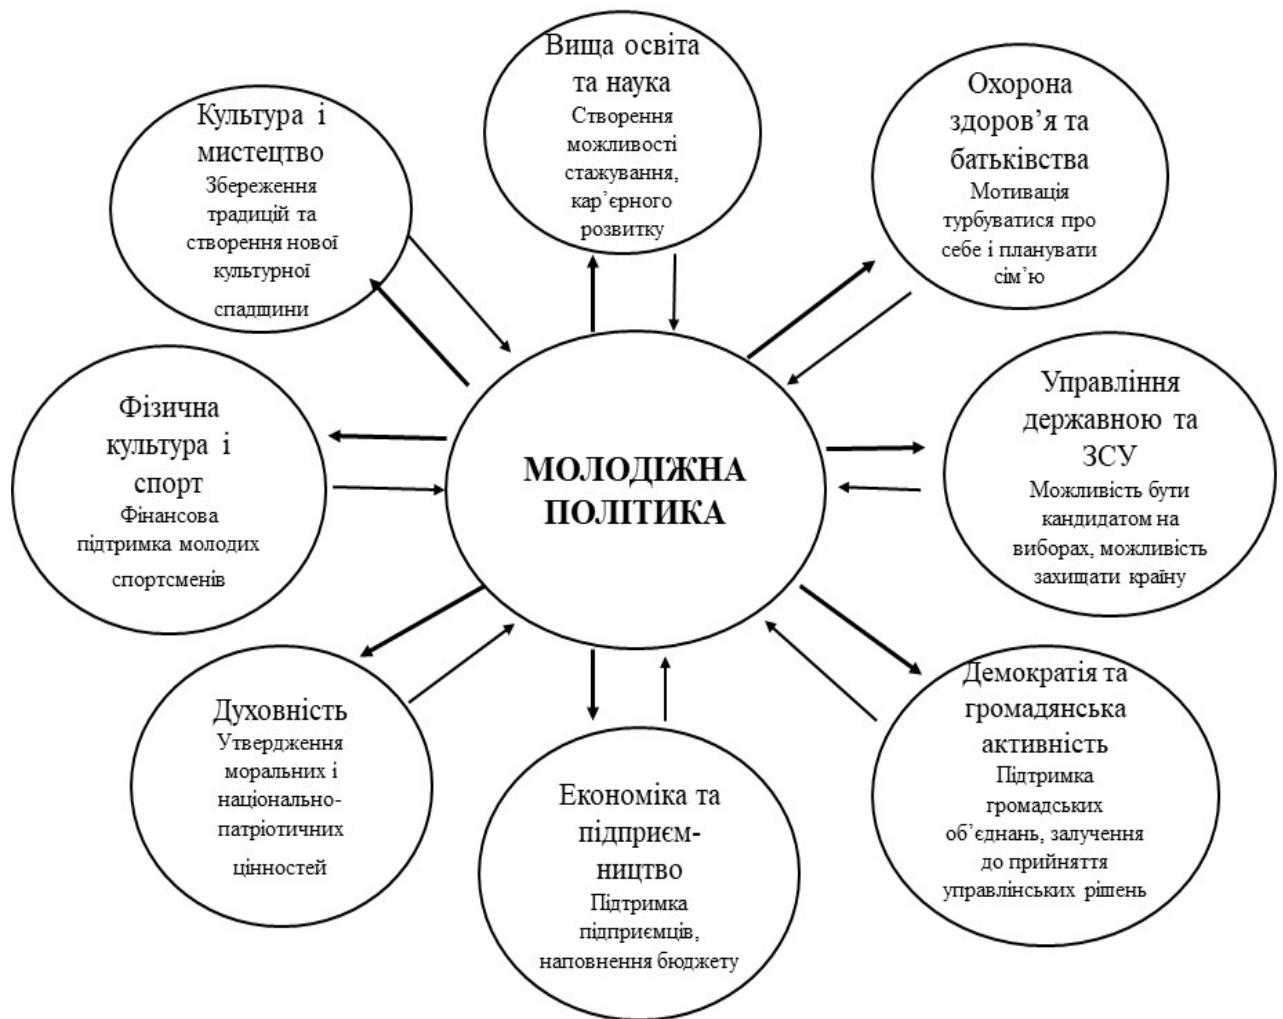 Вища освіта
та наука
Створення
можливості
стажування,
кар’єрного
розвитку
Охорона
здоров’я та
батьківства
Мотивація
турбуватися про
себе і планувати
сім’ю
Управління
державною та
ЗСУ
Можливість бути
кандидатом на
виборах, можливість
захищати країну
Демократія та
громадянська
активність
Підтримка
громадських
об’єднань, залучення
до прийняття
управлінських рішень
Економіка та
підприєм-
ництво
Підтримка
підприємців,
наповнення бюджету
Духовність
Утвердження
моральних і
національно-
патріотичних
цінностей
Фізична
культура і
спорт
Фінансова
підтримка молодих
спортсменів
Культура і
мистецтво
Збереження
традицій та
створення нової
культурної
спадщини
МОЛОДІЖНА
ПОЛІТИКА